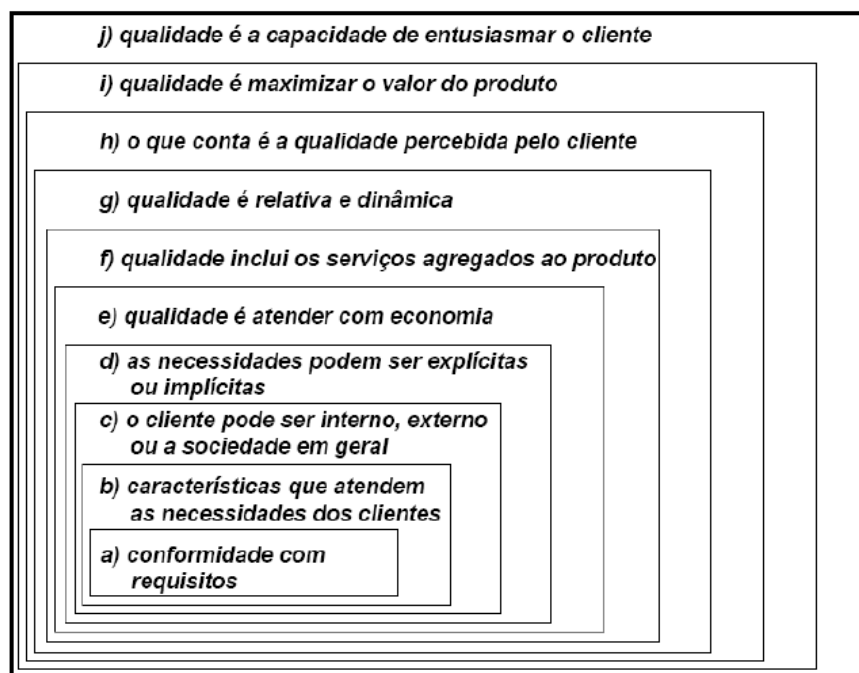 j) qualidade é a capacidade de entusiasmar o cliente
i) qualidade é maximizar o valor do produto
h) o que conta é a qualidade percebida pelo cliente
g) qualidade é relativa e dinâmica
f) qualidade inclui os serviços agregados ao produto
e) qualidade é atender com economia
d) as necessidades podem ser explícitas
ou implícitas
c) o cliente pode ser interno, externo
ou a sociedade em geral
b) características que atendem
as necessidades dos clientes
a) conformidade com
requisitos